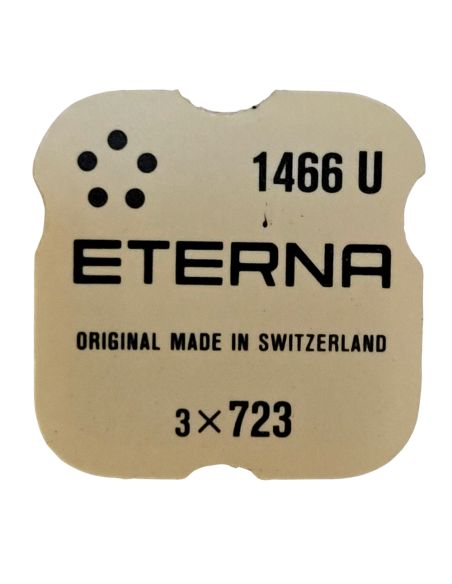 1466 U
ETERNA
ORIGINAL MADE IN SWITZERLAND
3×723